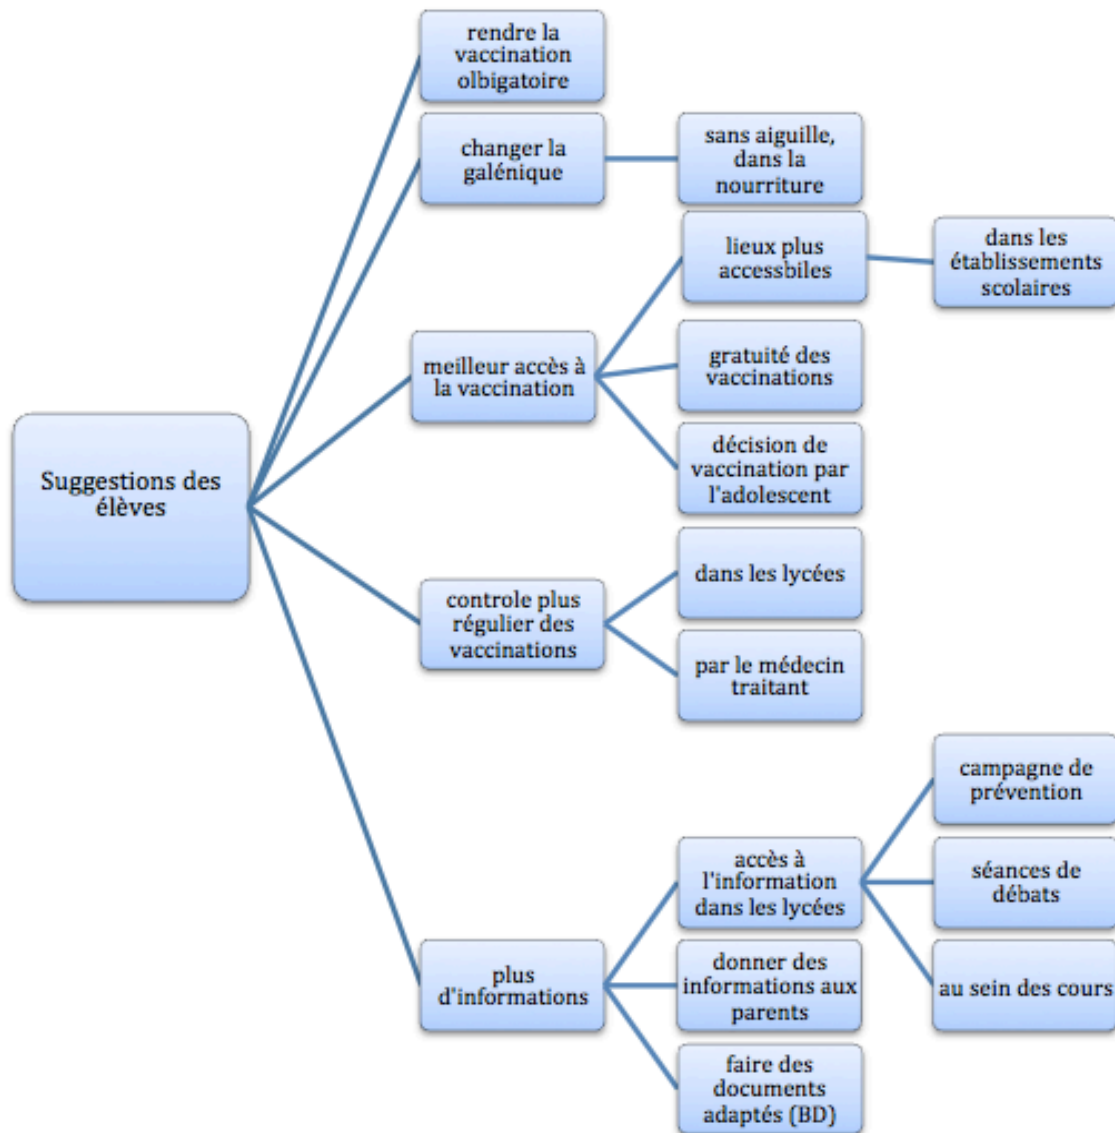 rendre la
vaccination
olbigatoire
changer la
galénique
sans aiguille,
dans la
nourriture
lieux plus
accessbiles
dans les
établissements
scolaires
meilleur accès à
la vaccination
gratuité des
vaccinations
décision de
vaccination par
l'adolescent
Suggestions des
élèves
controle plus
régulier des
vaccinations
dans les lycées
par le médecin
traitant
plus
d'informations
accès à
l'information
dans les lycées
campagne de
prévention
séances de
débats
au sein des cours
donner des
informations aux
parents
faire des
documents
adaptés (BD)